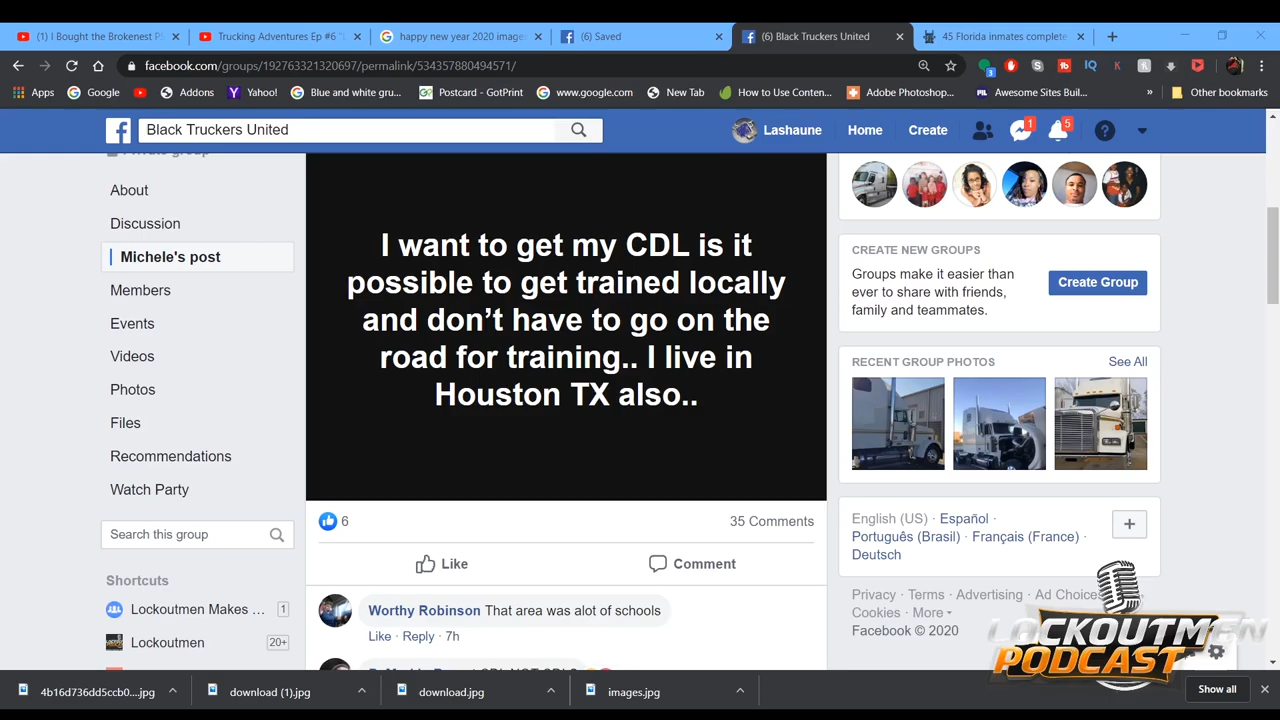 (1) I Bought the Brokenest PS
Trucking Adventures Ep #6 "L
happy new year 2020 images
(6) Saved
(6) Black Truckers United
45 Florida inmates complete
facebook.com/groups/192763321320697/permalink/534357880494571/
Apps
Google
Addons
Yahoo!
Blue and white gru...
Postcard - GotPrint
www.google.com
New Tab
How to Use Conten...
Adobe Photoshop...
Awesome Sites Buil...
»
Other bookmarks
Black Truckers United
Lashaune
Home
Create
1
5
About
Discussion
Michele's post
Members
Events
Videos
Photos
Files
Recommendations
Watch Party
Search this group
Shortcuts
Lockoutmen Makes ...
1
Lockoutmen
20+
I want to get my CDL is it
possible to get trained locally
and don't have to go on the
road for training.. I live in
Houston TX also..
6
35 Comments
Like
Comment
Worthy Robinson That area was alot of schools
Like · Reply · 7h
CREATE NEW GROUPS
Groups make it easier than
ever to share with friends,
family and teammates.
Create Group
RECENT GROUP PHOTOS
See All
English (US) · Español ·
Português (Brasil) · Français (France) ·
Deutsch
Privacy · Terms · Advertising · Ad Choices
Cookies · More
Facebook © 2020
LOCKOUTMEN
PODCAST
4b16d736dd5ccb0....jpg
download (1).jpg
download.jpg
images.jpg
Show all